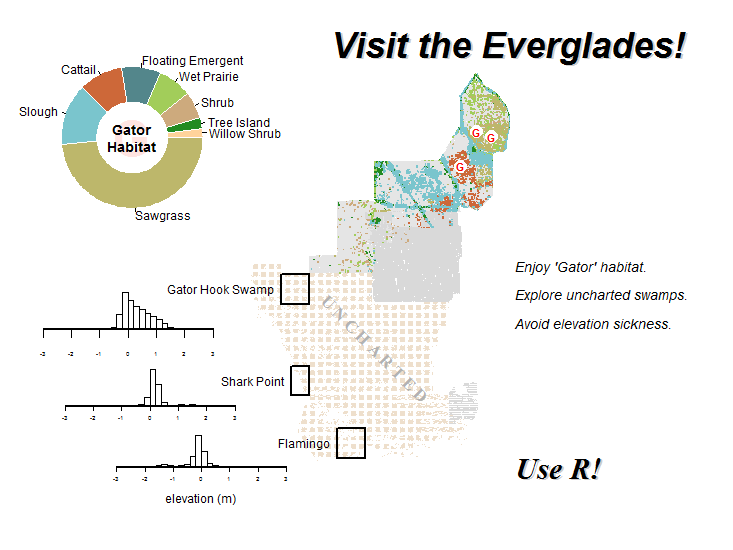 Visit the Everglades!
Floating Emergent
Cattail
Wet Prairie
Shrub
Slough
Tree Island
Willow Shrub
Gator
Habitat
Sawgrass
G
G
G
Enjoy 'Gator' habitat.
Explore uncharted swamps.
Avoid elevation sickness.
Gator Hook Swamp
UNCHARTED
-3 -2 -1 0 1 2 3
Shark Point
-3 -2 -1 0 1 2 3
Flamingo
-3 -2 -1 0 1 2 3
elevation (m)
Use R!